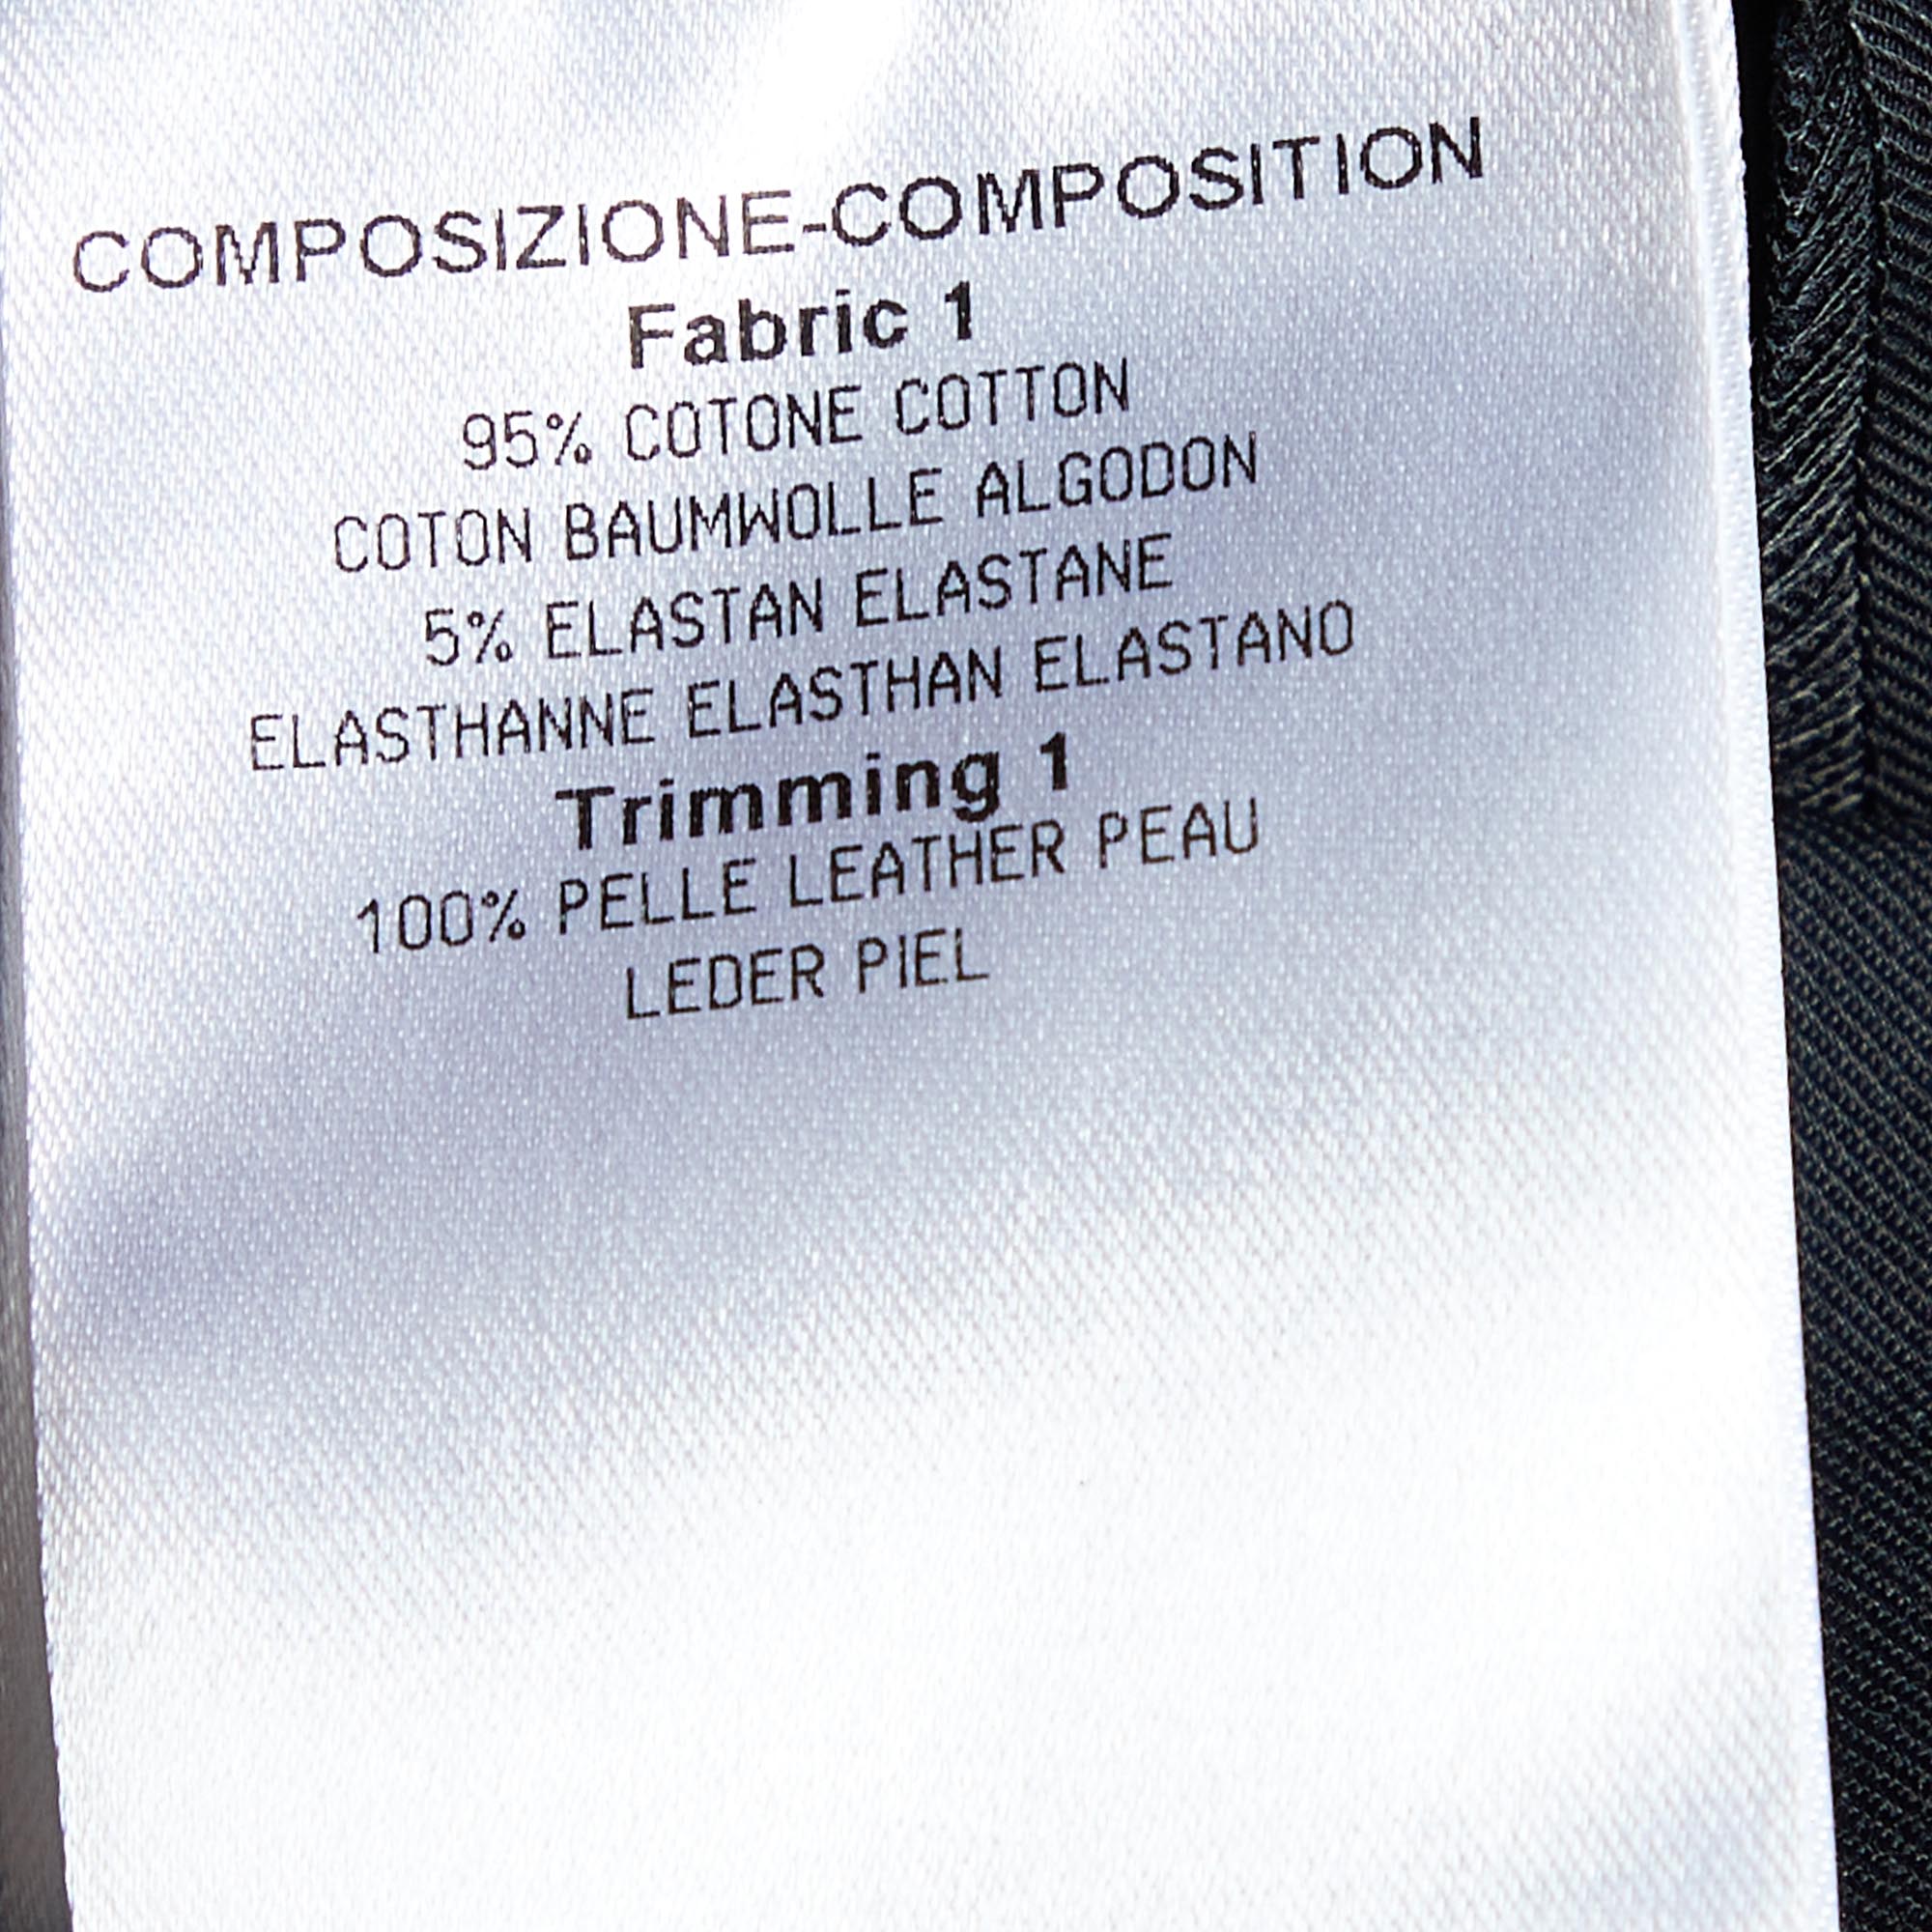 COMPOSIZIONE-COMPOSITION
Fabric 1
95% COTONE COTTON
COTON BAUMWOLLE ALGODON
5% ELASTAN ELASTANE
ELASTHANNE ELASTHAN ELASTANO
Trimming 1
100% PELLE LEATHER PEAU
LEDER PIEL